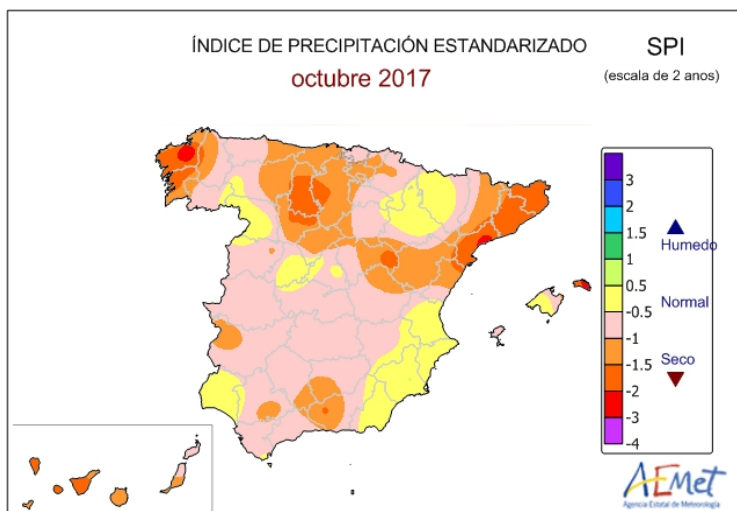 ÍNDICE DE PRECIPITACIÓN ESTANDARIZADO
SPI
octubre 2017
(escala de 2 anos)
3
2
1.5
1
0.5
-0.5
-1
-1.5
-2
-3
-4
Humedo
Normal
Seco
AEMet
Agencia Estatal de Meteorología